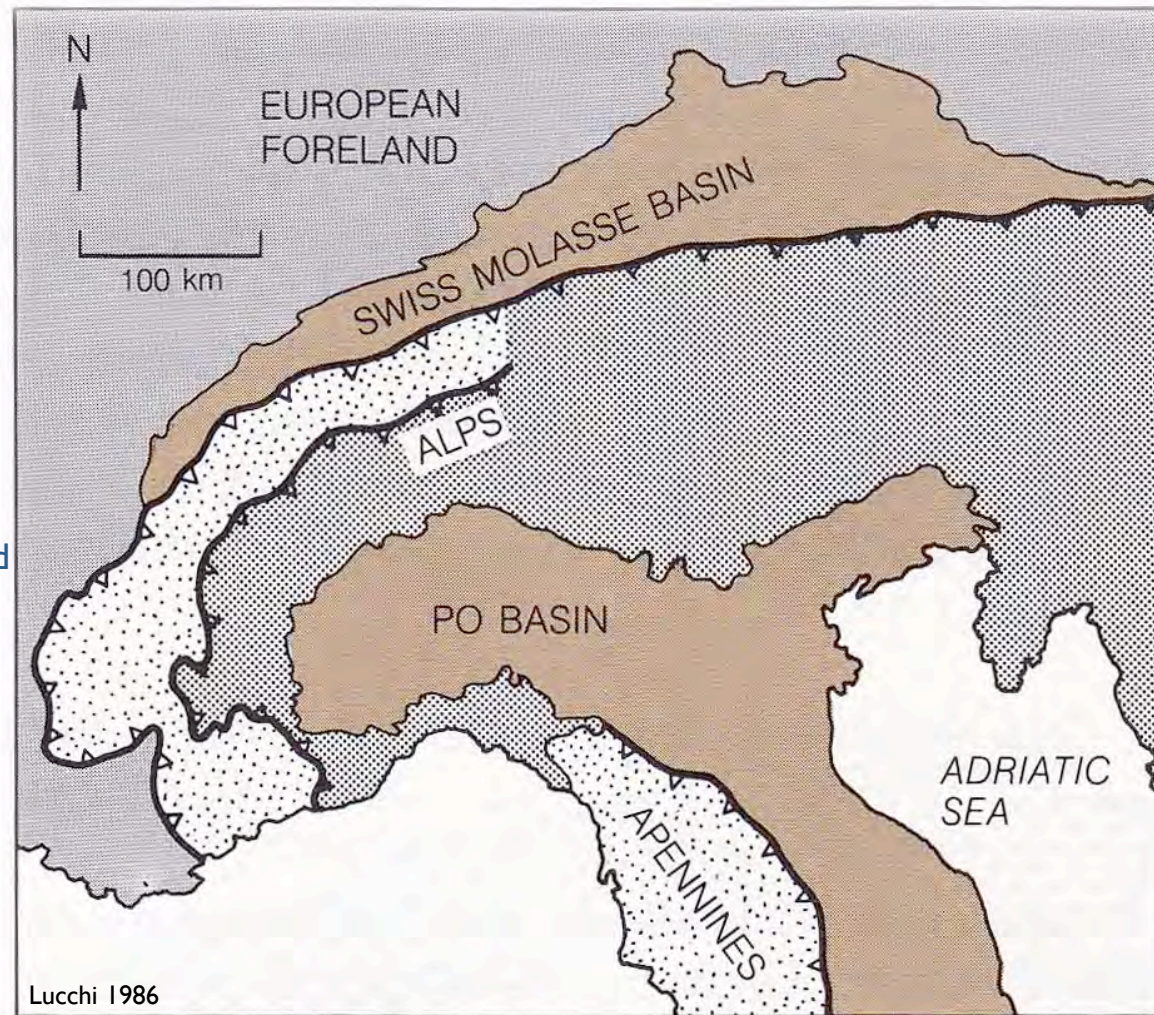 N
EUROPEAN
FORELAND
100 km
SWISS MOLASSE BASIN
ALPS
PO BASIN
ADRIATIC
SEA
APENNINES
Lucchi 1986